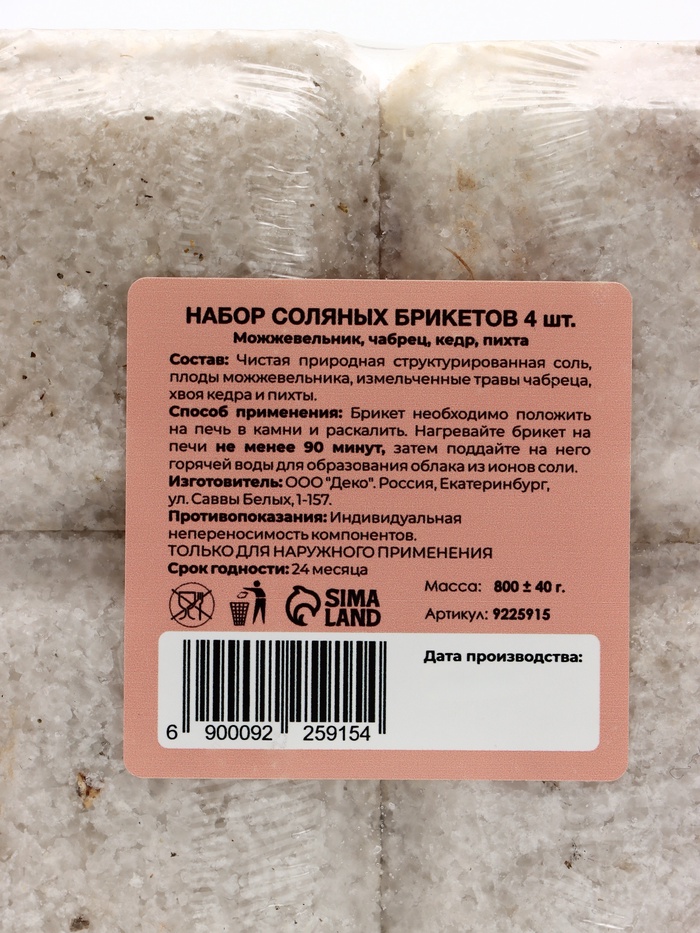 НАБОР СОЛЯНЫХ БРИКЕТОВ 4 шт.
Можжевельник, чабрец, кедр, пихта
Состав: Чистая природная структурированная соль,
плоды можжевельника, измельченные травы чабреца,
хвоя кедра и пихты.
Способ применения: Брикет необходимо положить
на печь в камни и раскалить. Нагревайте брикет на
печи не менее 90 минут, затем поддайте на него
горячей воды для образования облака из ионов соли.
Изготовитель: ООО "Деко". Россия, Екатеринбург,
ул. Саввы Белых, 1-157.
Противопоказания: Индивидуальная
непереносимость компонентов.
ТОЛЬКО ДЛЯ НАРУЖНОГО ПРИМЕНЕНИЯ
Срок годности: 24 месяца
SIMA
LAND
Масса: 800 ± 40 г.
Артикул: 9225915
Дата производства:
6 900092 259154